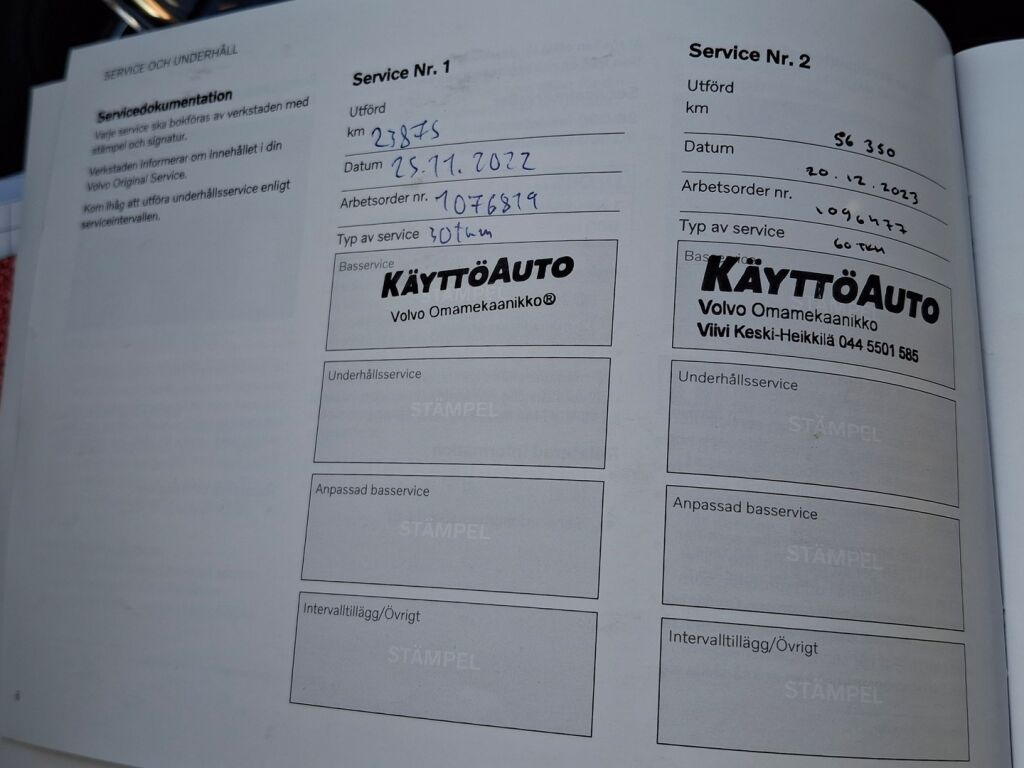 SERVICE OCH UNDERHÅLL
Servicedokumentation
Varje service ska bokföras av verkstaden med
stämpel och signatur.
Verkstaden informerar om innehållet i din
Volvo Original Service.
Kom ihåg att utföra underhållsservice enligt
serviceintervallen.
Service Nr. 1
Utförd
km 23875
Datum 25.11.2022
Arbetsorder nr. 1076819
Typ av service 30tkm
Basservice
KÄYTTÖAUTO
Volvo Omamekaanikko®
Underhållsservice
STÄMPEL
Anpassad basservice
STÄMPEL
Intervalltillägg/Övrigt
STÄMPEL
Service Nr. 2
Utförd
km
56 350
Datum
20.12.2023
Arbetsorder nr.
1096477
Typ av service
60 TKM
KÄYTTÖAUTO
Volvo Omamekaanikko
Viivi Keski-Heikkilä 044 5501 585
Underhållsservice
STÄMPEL
Anpassad basservice
STÄMPEL
Intervalltillägg/Övrigt
STÄMPEL